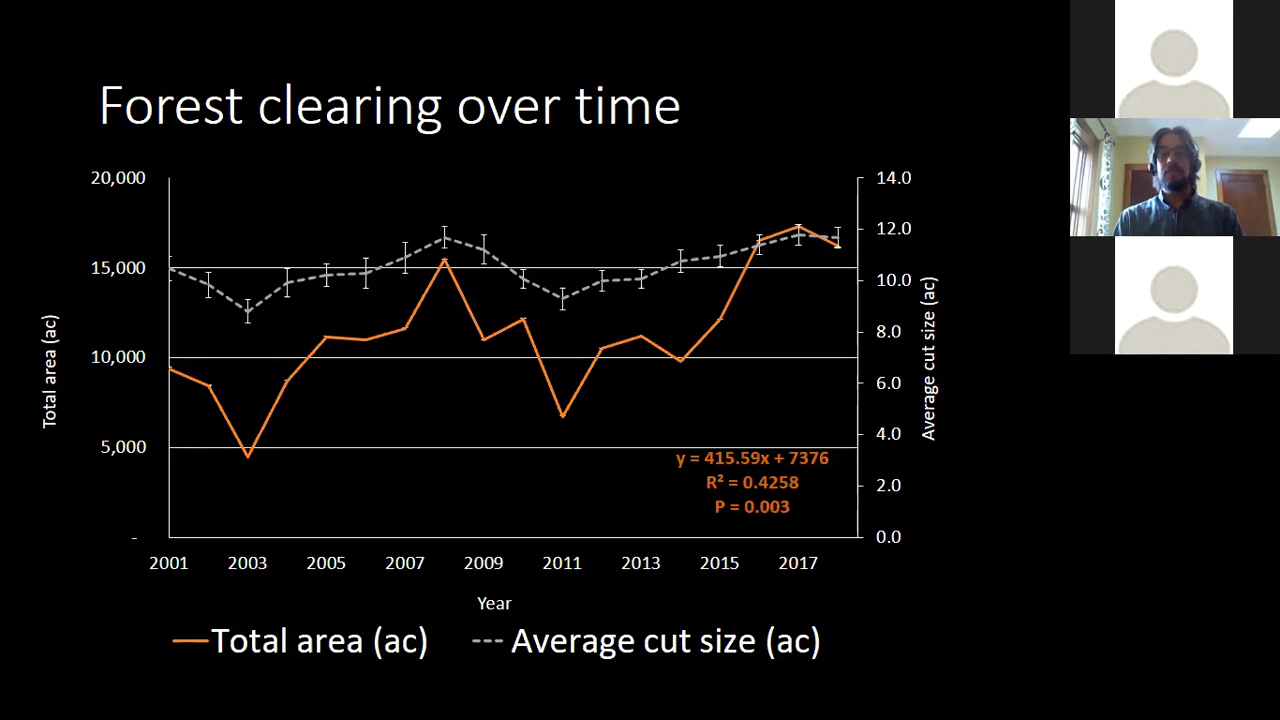 Forest clearing over time
20,000
15,000
10,000
5,000
-
Total area (ac)
14.0
12.0
10.0
8.0
6.0
4.0
2.0
0.0
Average cut size (ac)
y = 415.59x + 7376
R² = 0.4258
P = 0.003
2001 2003 2005 2007 2009 2011 2013 2015 2017
Year
Total area (ac) Average cut size (ac)